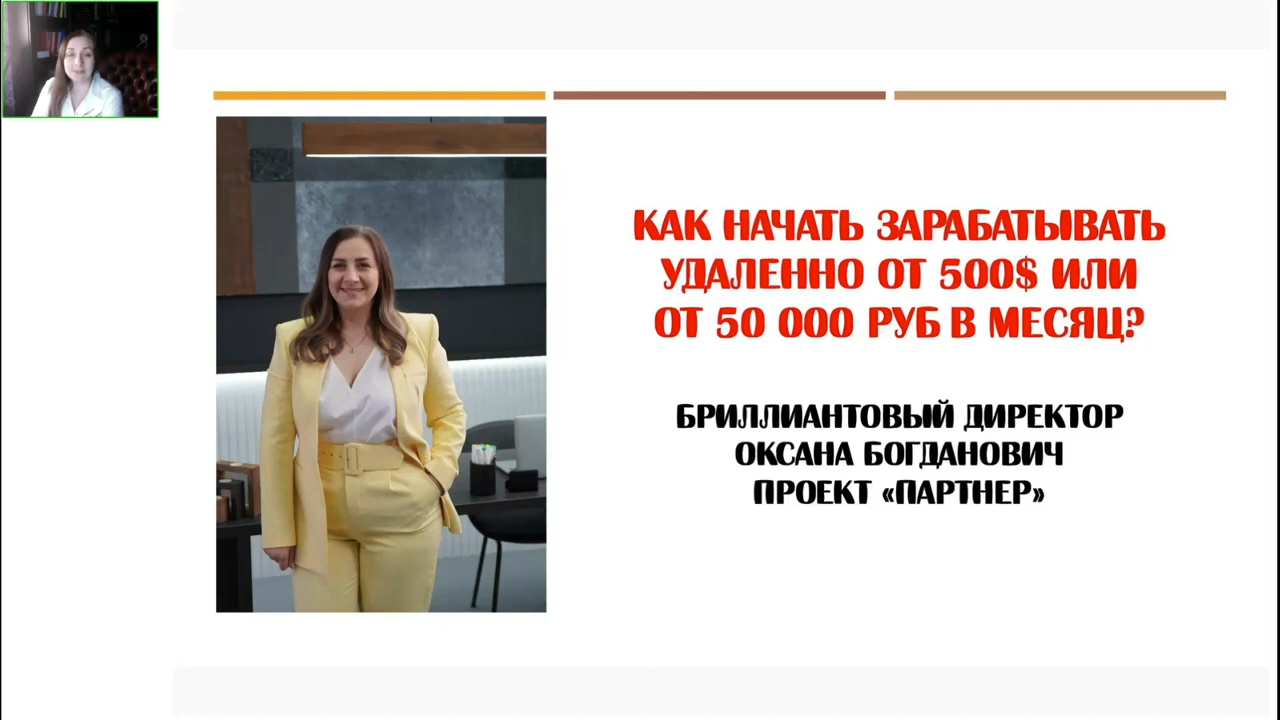 КАК НАЧАТЬ ЗАРАБАТЫВАТЬ
УДАЛЕННО ОТ 500$ ИЛИ
ОТ 50 000 РУБ В МЕСЯЦ?
БРИЛЛИАНТОВЫЙ ДИРЕКТОР
ОКСАНА БОГДАНОВИЧ
ПРОЕКТ «ПАРТНЕР»